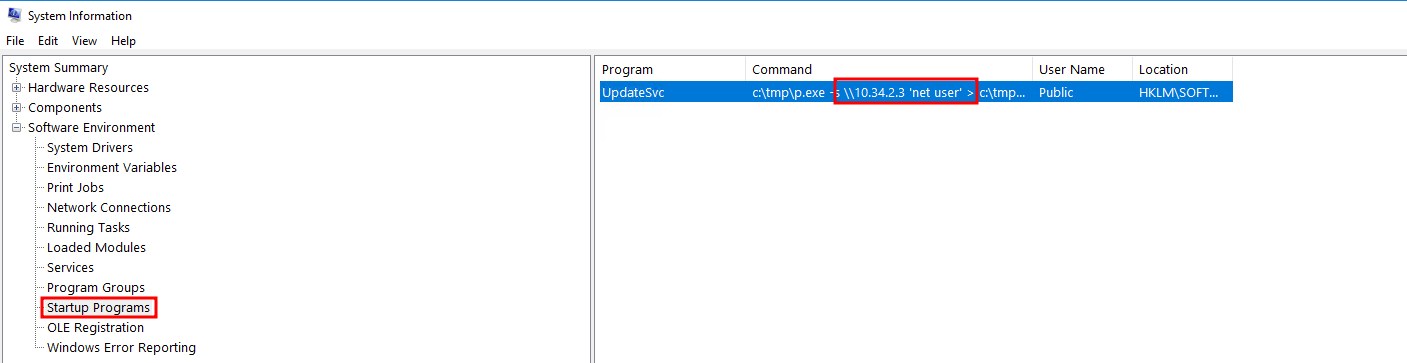 System Information
File Edit View Help
System Summary
Hardware Resources
Components
Software Environment
System Drivers
Environment Variables
Print Jobs
Network Connections
Running Tasks
Loaded Modules
Services
Program Groups
Startup Programs
OLE Registration
Windows Error Reporting
Program Command User Name Location
UpdateSvc c:\tmp\p.exe -s \\10.34.2.3 'net user' > c:\tmp... Public HKLM\SOFT...